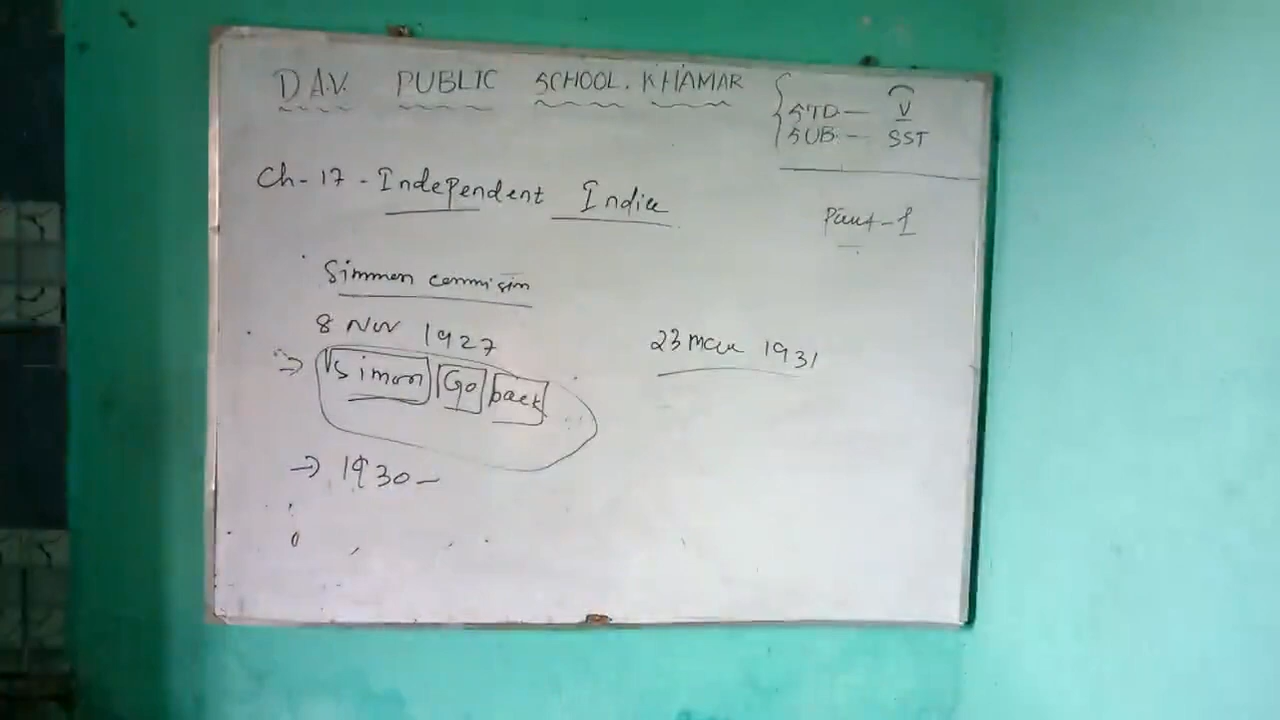 D.A.V. PUBLIC SCHOOL. KHAMAR
STD — V
SUB — SST
Ch-17 - Independent India
Part-1
Simmon commisin
8 Nov 1927
23 Mar 1931
⇒ Simon Go back
→ 1930 —